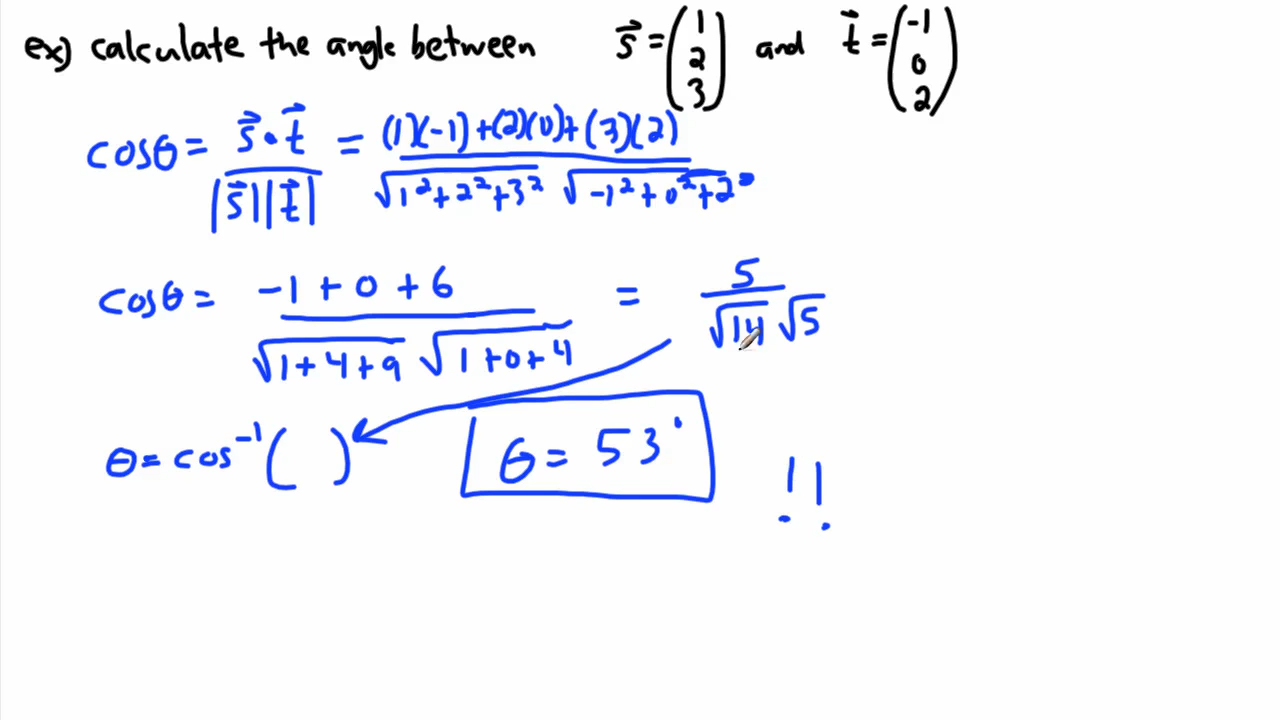 ex) calculate the angle between s⃗ = (1 2 3) and t⃗ = (-1 0 2)
cosθ = s⃗ • t⃗ / |s⃗||t⃗| = (1)(-1)+(2)(0)+(3)(2) / √1²+2²+3² √-1²+0²+2²
cosθ = -1+0+6 / √1+4+9 √1+0+4 = 5 / √14 √5
θ = cos⁻¹( ) θ = 53° !!